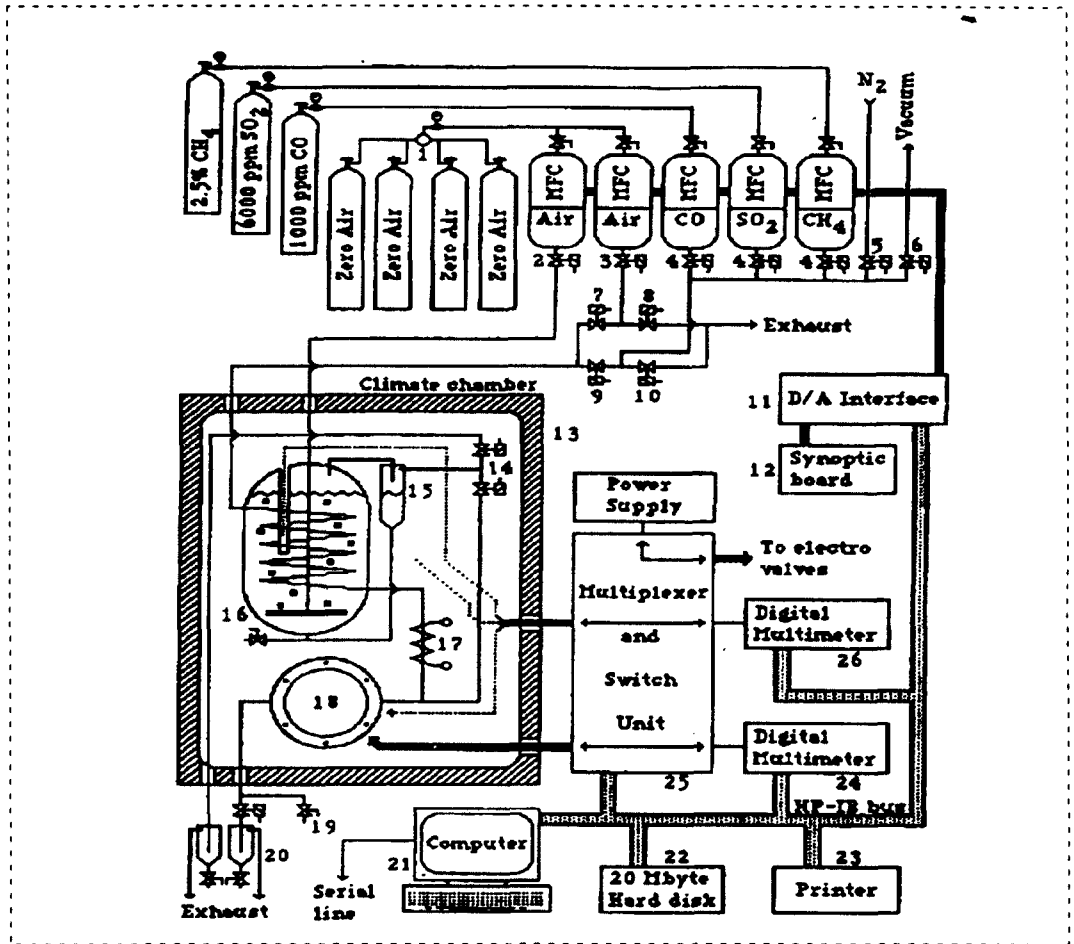 N2
Vacuum
2.5% CH4
6000 ppm SO2
1000 ppm CO
1
Zero Air
Zero Air
Zero Air
Zero Air
MFC
MFC
MFC
MFC
MFC
Air
Air
CO
SO2
CH4
2
3
4
4
4
5
6
7
8
Exhaust
9
10
Climate chamber
11
D/A Interface
13
12
Synoptic
board
14
15
Power
Supply
To electro
valves
Multiplexer
and
Switch
Unit
16
17
Digital
Multimeter
26
18
Digital
Multimeter
25
24
HP-IB bus
19
20
Computer
21
22
23
Serial
line
20 Mbyte
Hard disk
Printer
Exhaust